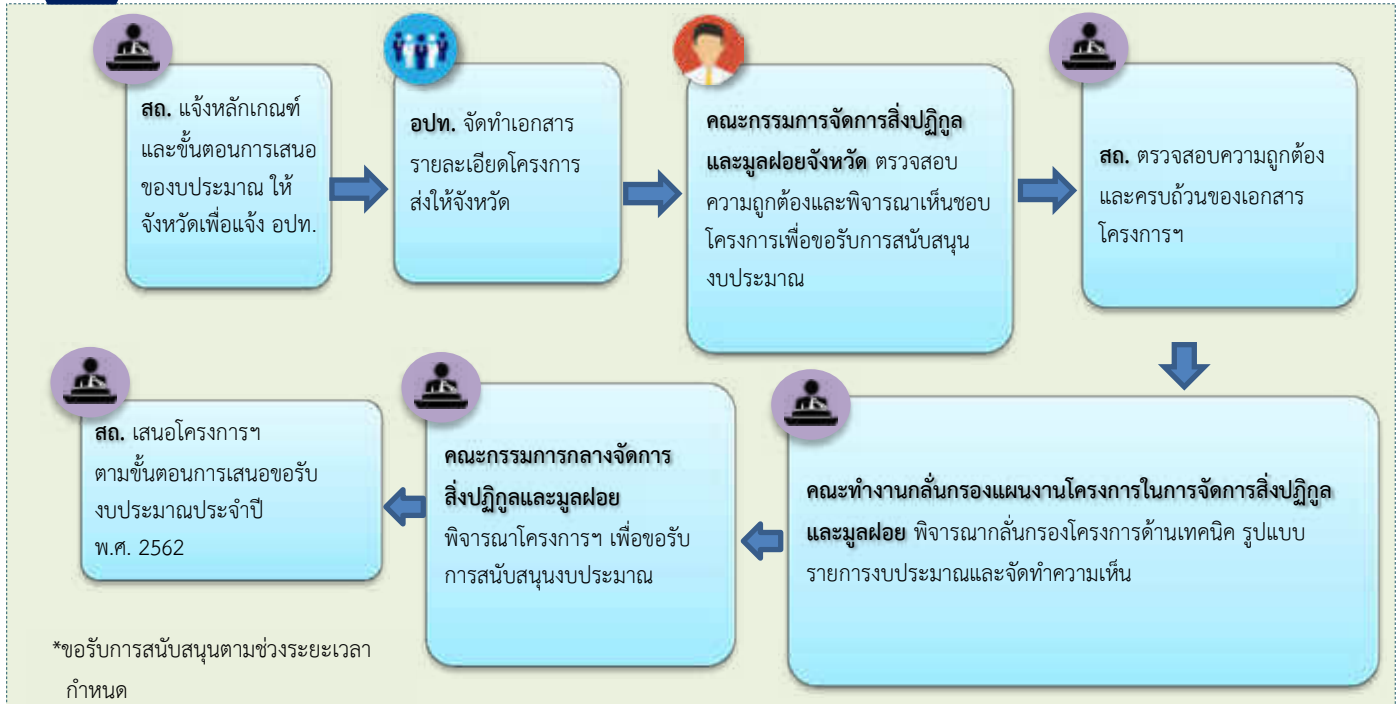 สถ. แจ้งหลักเกณฑ์
และขั้นตอนการเสนอ
ของบประมาณ ให้
จังหวัดเพื่อแจ้ง อปท.
อปท. จัดทำเอกสาร
รายละเอียดโครงการ
ส่งให้จังหวัด
คณะกรรมการจัดการสิ่งปฏิกูล
และมูลฝอยจังหวัด ตรวจสอบ
ความถูกต้องและพิจารณาเห็นชอบ
โครงการเพื่อขอรับการสนับสนุน
งบประมาณ
สถ. ตรวจสอบความถูกต้อง
และครบถ้วนของเอกสาร
โครงการฯ
คณะทำงานกลั่นกรองแผนงานโครงการในการจัดการสิ่งปฏิกูล
และมูลฝอย พิจารณากลั่นกรองโครงการด้านเทคนิค รูปแบบ
รายการงบประมาณและจัดทำความเห็น
คณะกรรมการกลางจัดการ
สิ่งปฏิกูลและมูลฝอย
พิจารณาโครงการฯ เพื่อขอรับ
การสนับสนุนงบประมาณ
สถ. เสนอโครงการฯ
ตามขั้นตอนการเสนอขอรับ
งบประมาณประจำปี
พ.ศ. 2562
*ขอรับการสนับสนุนตามช่วงระยะเวลา
กำหนด